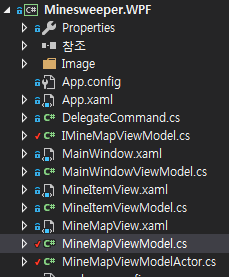 Minesweeper.WPF
Properties
참조
Image
App.config
App.xaml
DelegateCommand.cs
IMineMapViewModel.cs
MainWindow.xaml
MainWindowViewModel.cs
MineItemView.xaml
MineItemViewModel.cs
MineMapView.xaml
MineMapViewModel.cs
MineMapViewModelActor.cs